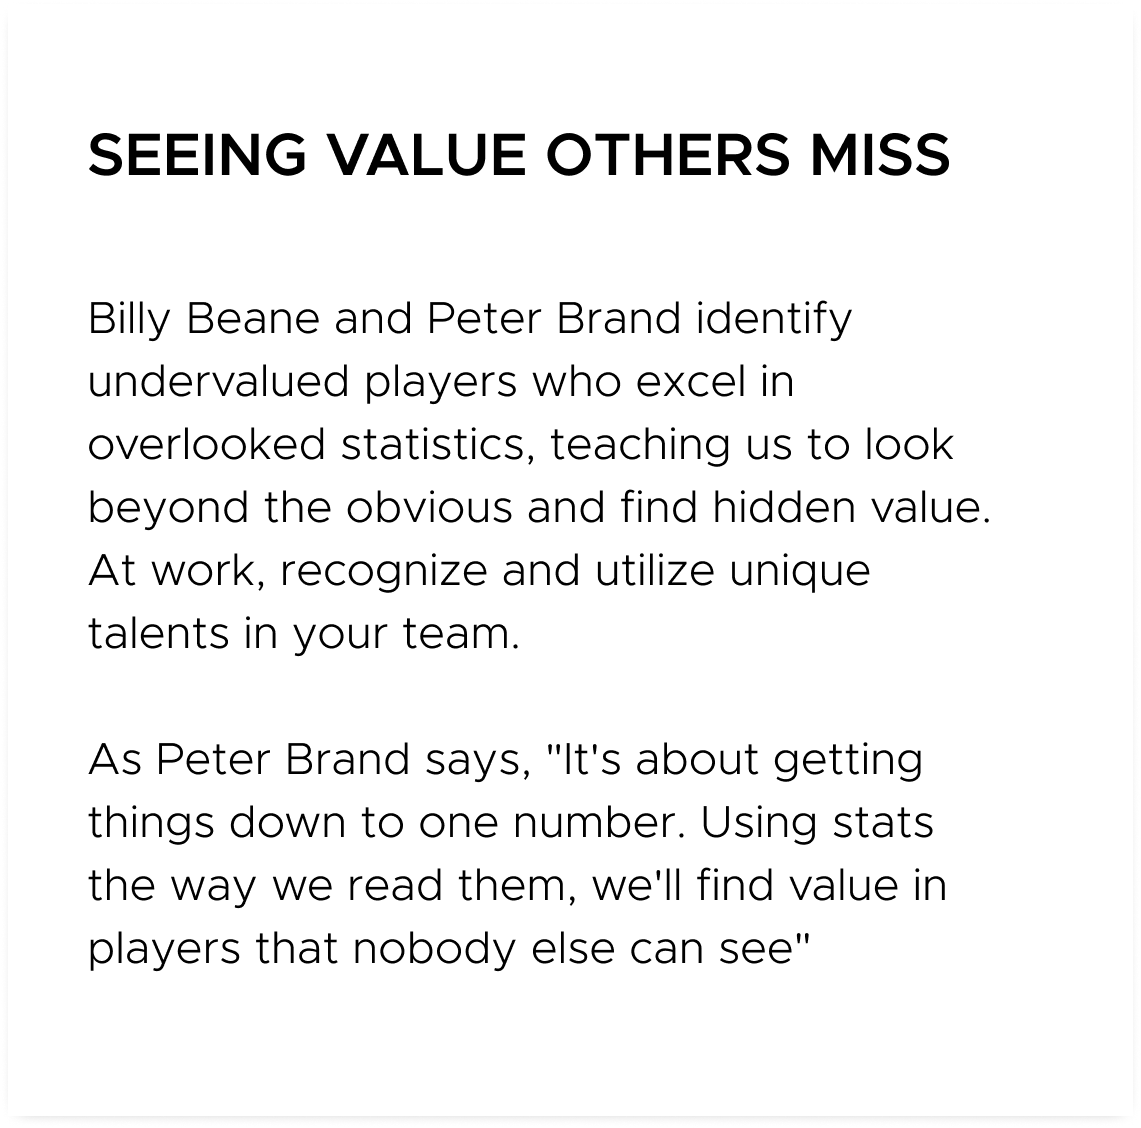 SEEING VALUE OTHERS MISS
Billy Beane and Peter Brand identify
undervalued players who excel in
overlooked statistics, teaching us to look
beyond the obvious and find hidden value.
At work, recognize and utilize unique
talents in your team.
As Peter Brand says, "It's about getting
things down to one number. Using stats
the way we read them, we'll find value in
players that nobody else can see"